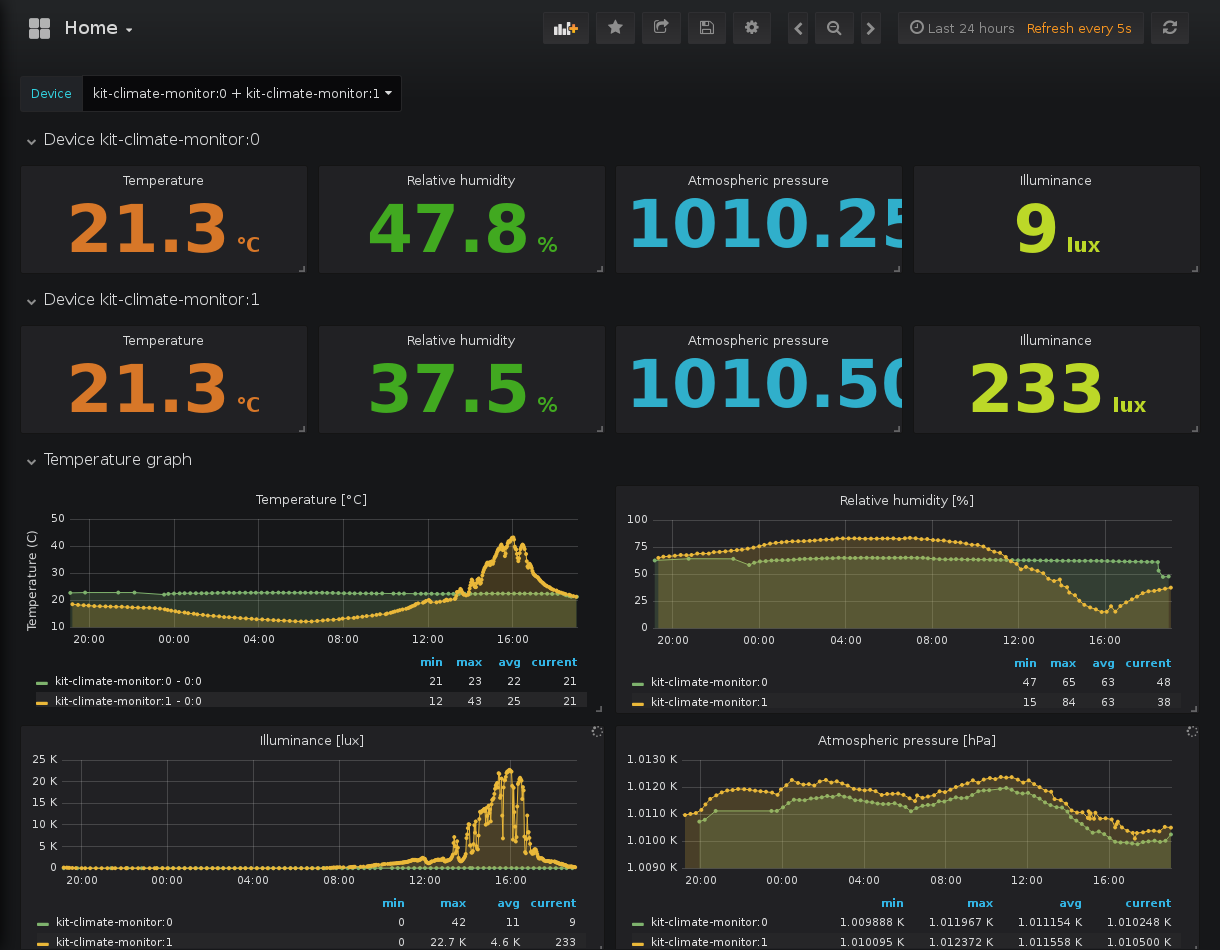 Home
Last 24 hours Refresh every 5s
Device kit-climate-monitor:0 + kit-climate-monitor:1
Device kit-climate-monitor:0
Temperature Relative humidity Atmospheric pressure Illuminance
21.3 °C 47.8 % 1010.25 9 lux
Device kit-climate-monitor:1
Temperature Relative humidity Atmospheric pressure Illuminance
21.3 °C 37.5 % 1010.50 233 lux
Temperature graph
Temperature [°C]
Temperature (C)
50
40
30
20
10
20:00 00:00 04:00 08:00 12:00 16:00
min max avg current
kit-climate-monitor:0 - 0:0 21 23 22 21
kit-climate-monitor:1 - 0:0 12 43 25 21
Relative humidity [%]
100
75
50
25
0
20:00 00:00 04:00 08:00 12:00 16:00
min max avg current
kit-climate-monitor:0 47 65 63 48
kit-climate-monitor:1 15 84 63 38
Illuminance [lux]
25 K
20 K
15 K
10 K
5 K
0
20:00 00:00 04:00 08:00 12:00 16:00
min max avg current
kit-climate-monitor:0 0 42 11 9
kit-climate-monitor:1 0 22.7 K 4.6 K 233
Atmospheric pressure [hPa]
1.0130 K
1.0120 K
1.0110 K
1.0100 K
1.0090 K
20:00 00:00 04:00 08:00 12:00 16:00
min max avg current
kit-climate-monitor:0 1.009888 K 1.011967 K 1.011154 K 1.010248 K
kit-climate-monitor:1 1.010095 K 1.012372 K 1.011558 K 1.010500 K